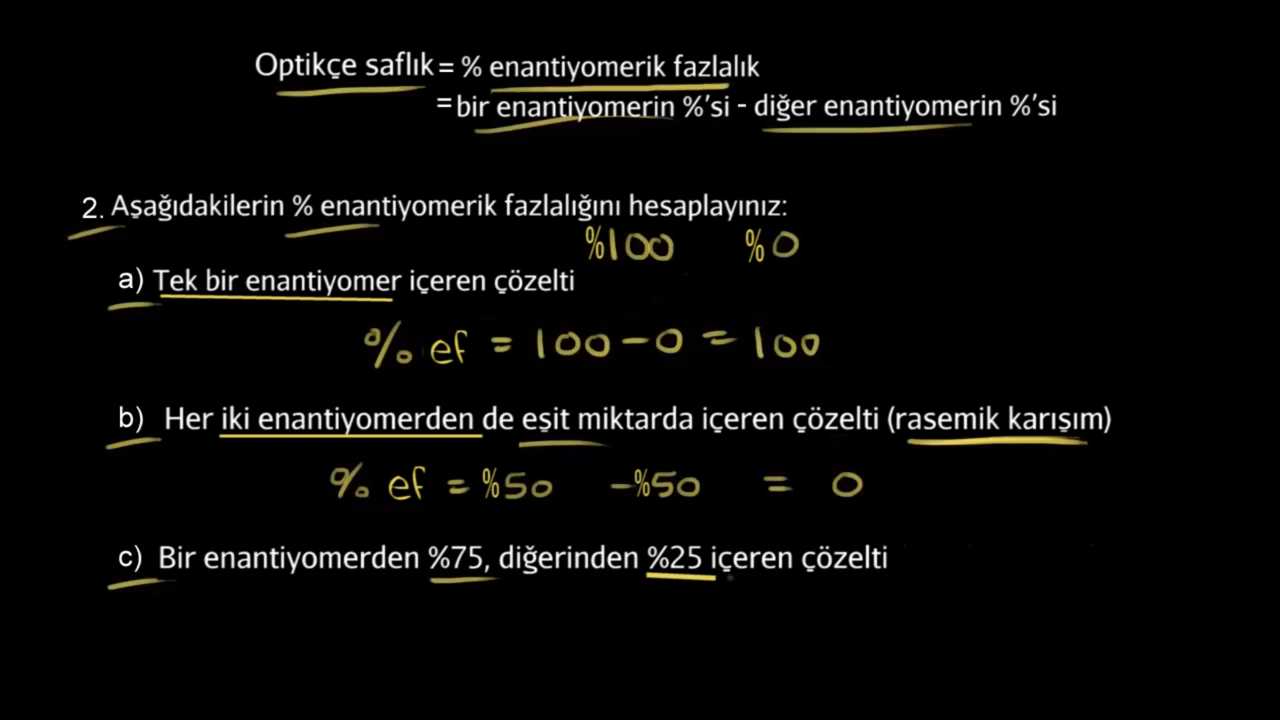 Optikçe saflık = % enantiyomerik fazlalık
= bir enantiyomerin %'si - diğer enantiyomerin %'si
2. Aşağıdakilerin % enantiyomerik fazlalığını hesaplayınız:
%100 %0
a) Tek bir enantiyomer içeren çözelti
% ef = 100 - 0 = 100
b) Her iki enantiyomerden de eşit miktarda içeren çözelti (rasemik karışım)
% ef = %50 - %50 = 0
c) Bir enantiyomerden %75, diğerinden %25 içeren çözelti